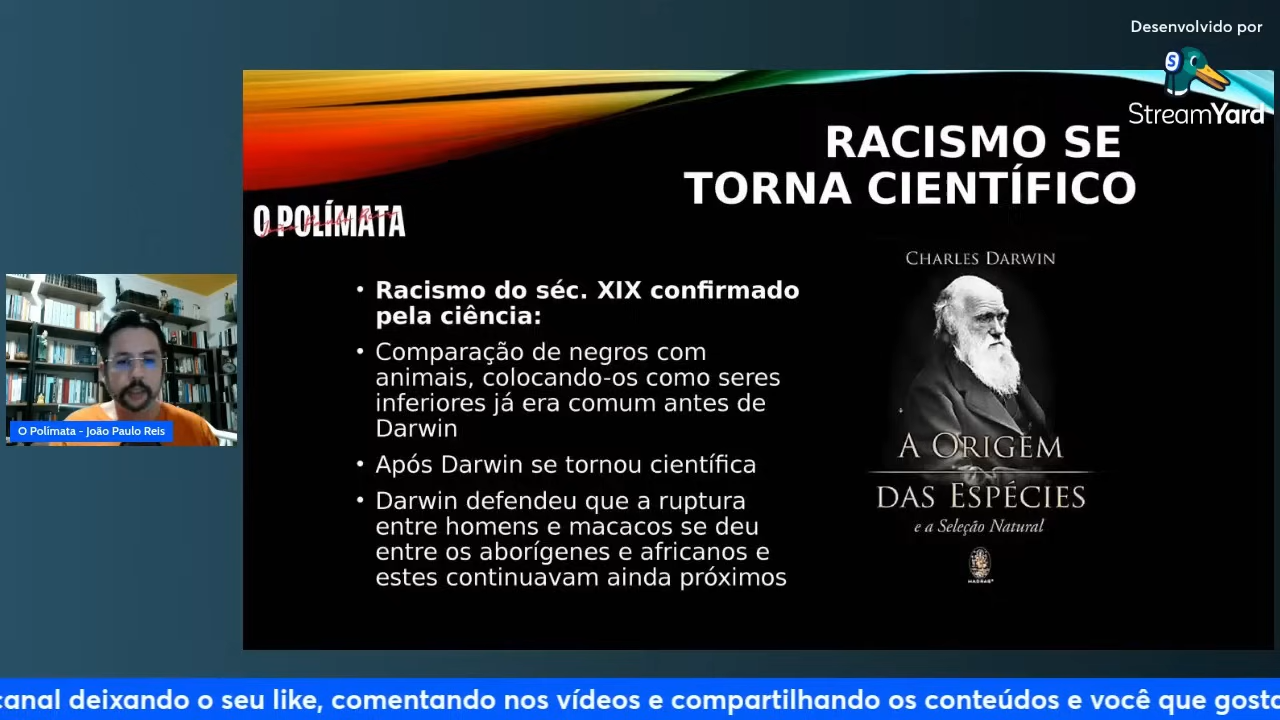 Desenvolvido por
StreamYard
RACISMO SE
TORNA CIENTÍFICO
O POLÍMATA
• Racismo do séc. XIX confirmado
pela ciência:
• Comparação de negros com
animais, colocando-os como seres
inferiores já era comum antes de
Darwin
• Após Darwin se tornou científica
• Darwin defendeu que a ruptura
entre homens e macacos se deu
entre os aborígenes e africanos e
estes continuavam ainda próximos
CHARLES DARWIN
A ORIGEM
DAS ESPÉCIES
e a Seleção Natural
MADRAS
O Polimata - João Paulo Reis
canal deixando o seu like, comentando nos vídeos e compartilhando os conteúdos e você que gosta